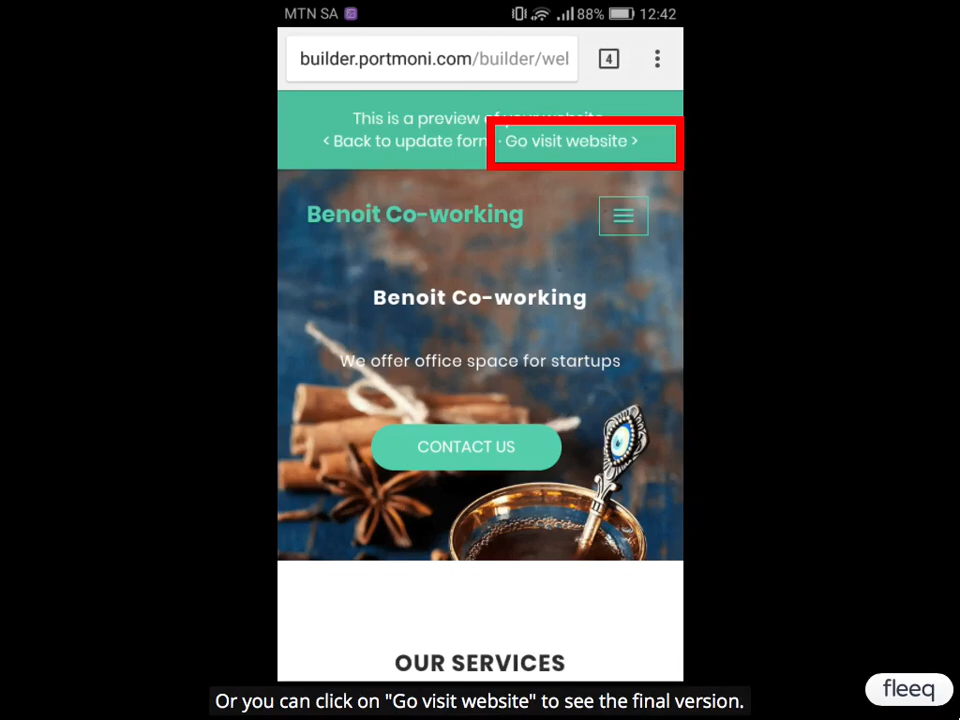 MTN SA
88% 12:42
builder.portmoni.com/builder/wel
4
This is a preview of your website
< Back to update form · Go visit website >
Benoit Co-working
Benoit Co-working
We offer office space for startups
CONTACT US
OUR SERVICES
Or you can click on "Go visit website" to see the final version.
fleeq